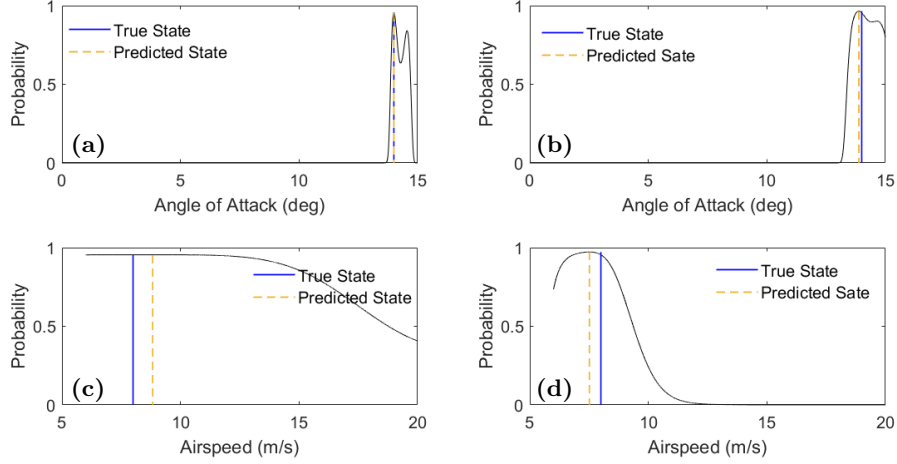 1
0.5
0
Probability
True State
Predicted State
(a)
0
5
10
15
Angle of Attack (deg)
1
0.5
0
Probability
True State
Predicted Sate
(b)
0
5
10
15
Angle of Attack (deg)
1
0.5
0
Probability
True State
Predicted State
(c)
5
10
15
20
Airspeed (m/s)
1
0.5
0
Probability
True State
Predicted Sate
(d)
5
10
15
20
Airspeed (m/s)